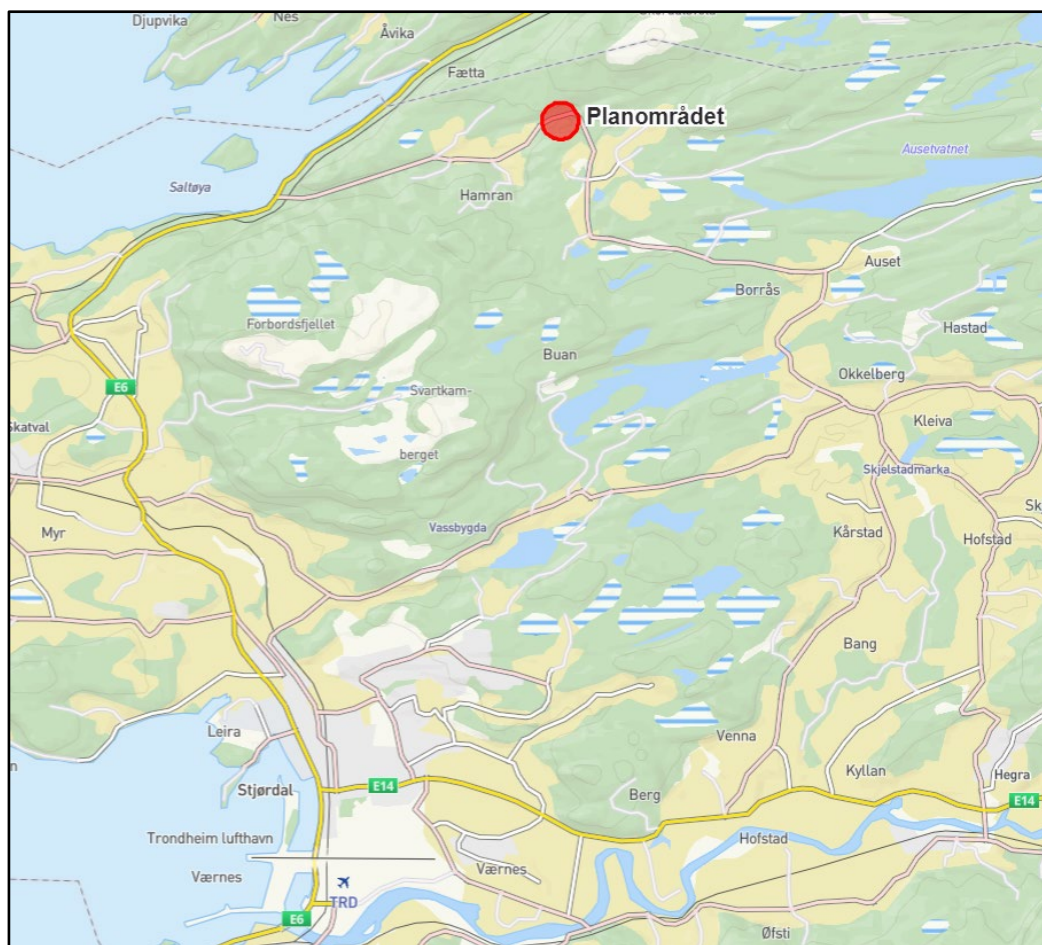 Djupvika
Nes
Åvika
Fætta
Planområdet
Ausetvatnet
Saltøya
Hamran
Auset
Borrås
Forbordsfjellet
Hastad
Buan
E6
Svartkam-
berget
Okkelberg
Kleiva
Skatval
Skjelstadmarka
Vassbygda
Myr
Kårstad
Hofstad
Bang
Leira
Venna
Kyllan
Hegra
Stjørdal
E14
Berg
E14
Trondheim lufthavn
Hofstad
Værnes
Værnes
TRD
E6
Øfsti